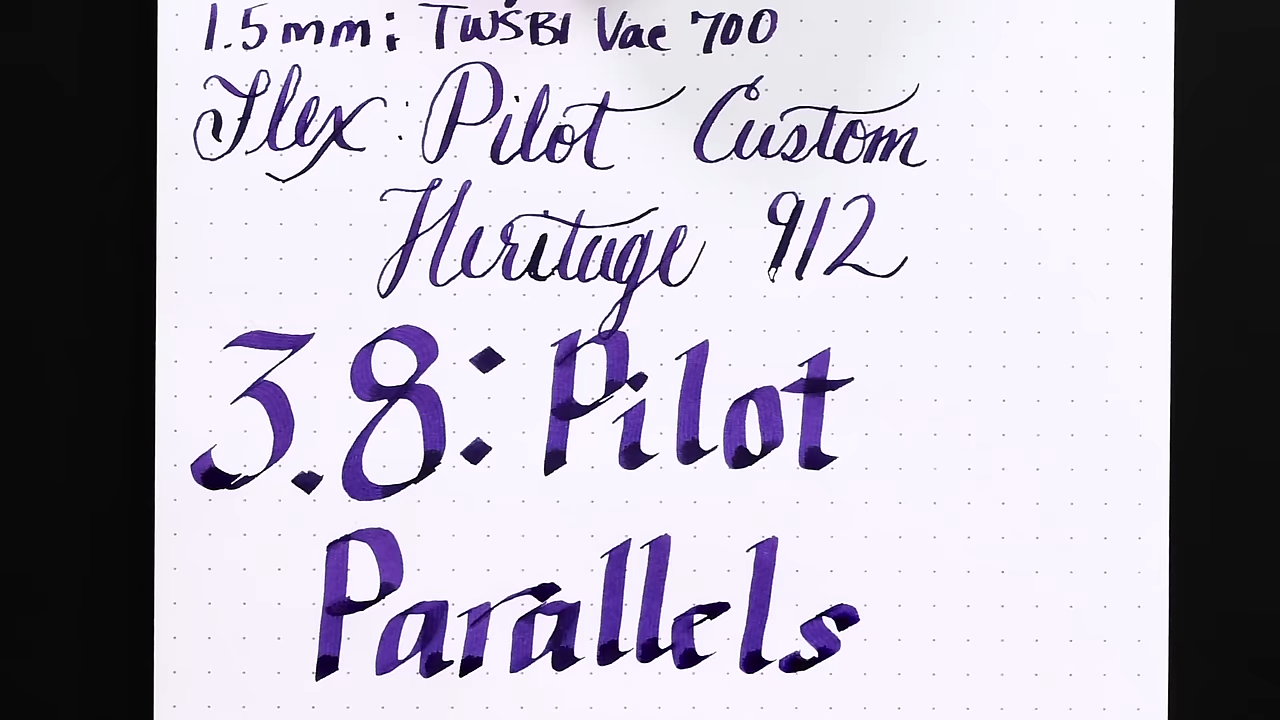 1.5mm: TWSBI Vac 700
Flex: Pilot Custom
Heritage 912
3.8: Pilot
Parallels